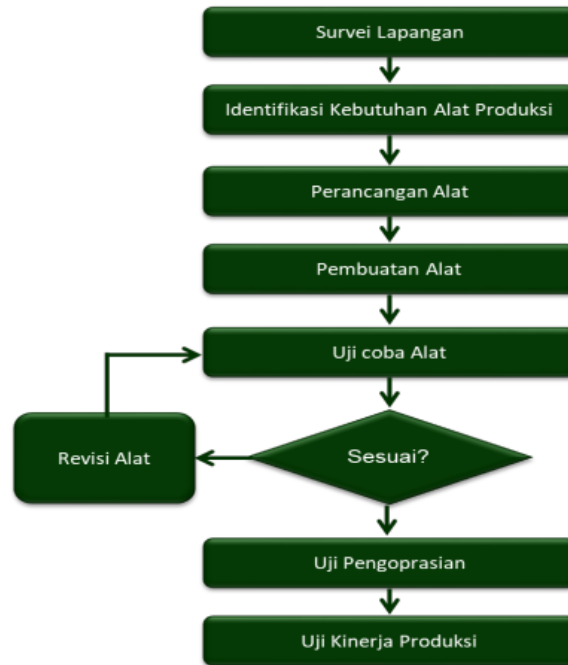 Survei Lapangan
Identifikasi Kebutuhan Alat Produksi
Perancangan Alat
Pembuatan Alat
Uji coba Alat
Revisi Alat
Sesuai?
Uji Pengoprasian
Uji Kinerja Produksi